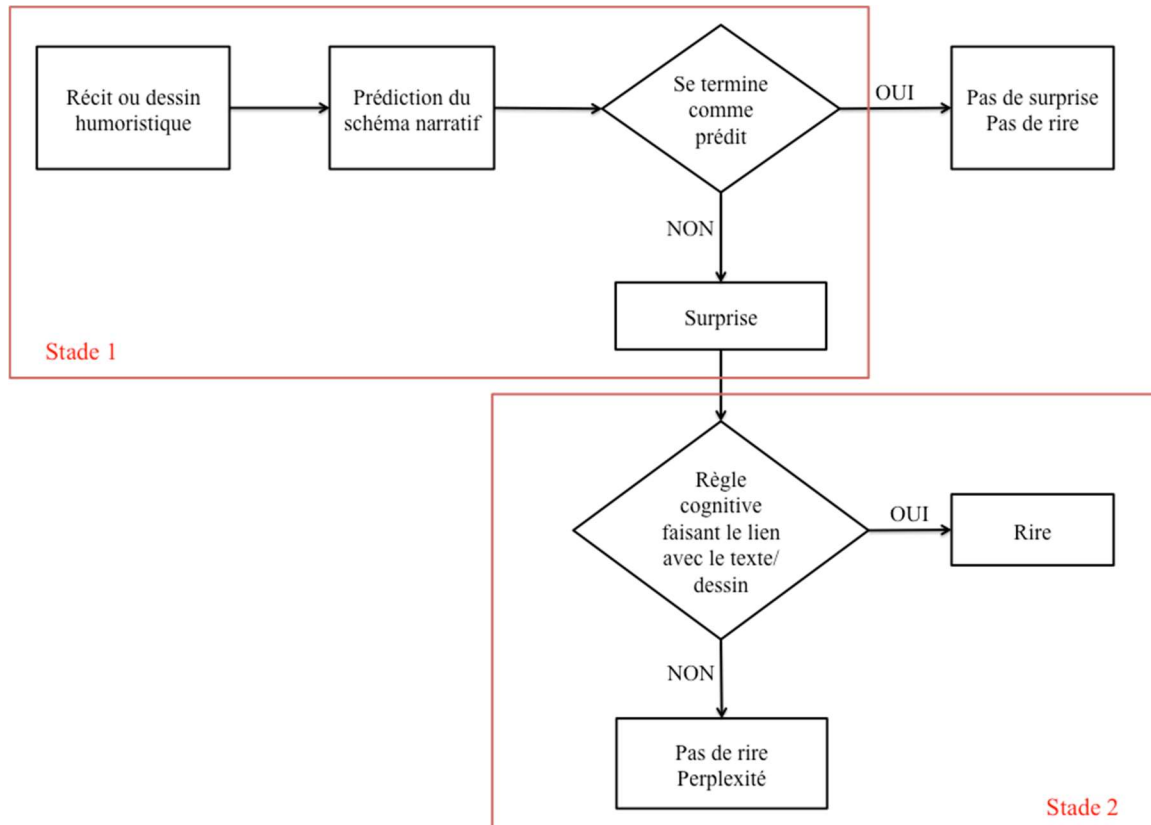 Récit ou dessin
humoristique
Prédiction du
schéma narratif
Se termine
comme
prédit
OUI
Pas de surprise
Pas de rire
NON
Surprise
Stade 1
Règle
cognitive
faisant le lien
avec le texte/
dessin
OUI
Rire
NON
Pas de rire
Perplexité
Stade 2